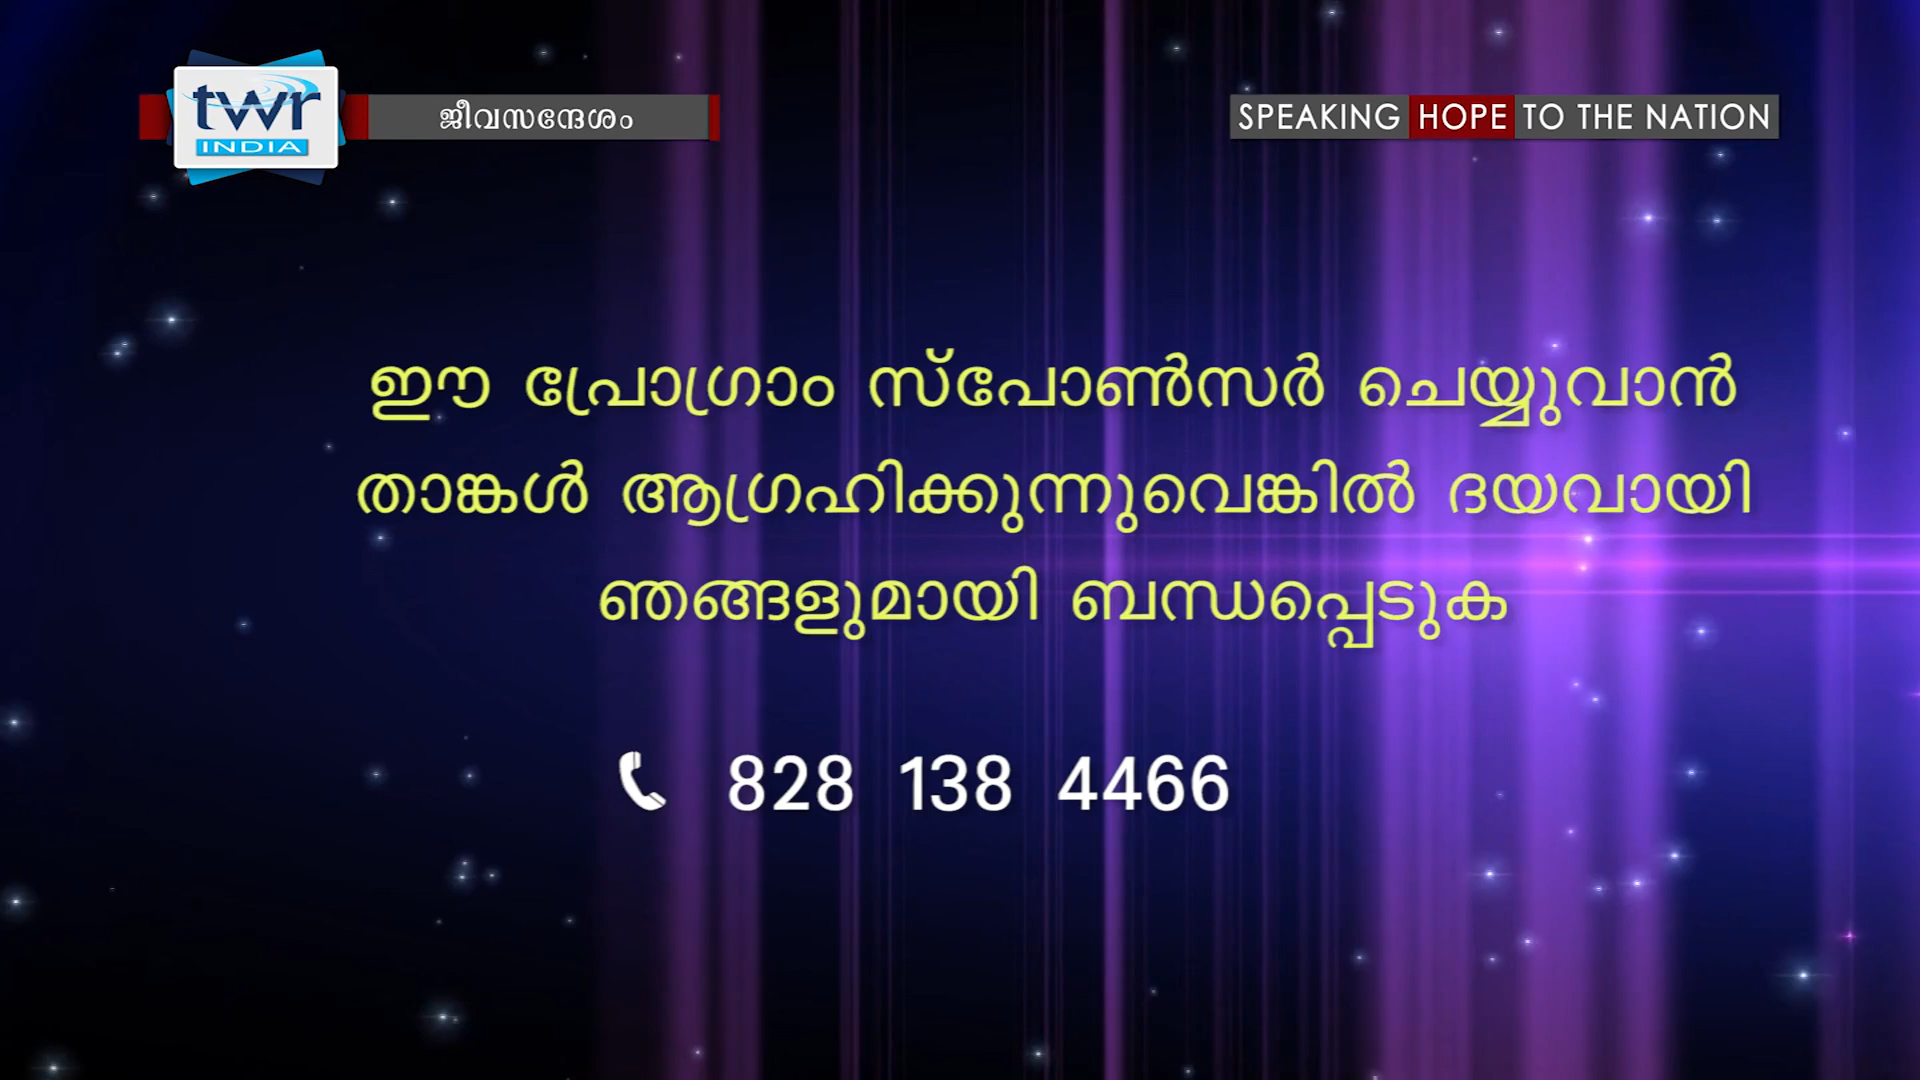 twr
INDIA
ജീവസന്ദേശം
SPEAKING HOPE TO THE NATION
ഈ പ്രോഗ്രാം സ്പോൺസർ ചെയ്യുവാൻ
താങ്കൾ ആഗ്രഹിക്കുന്നുവെങ്കിൽ ദയവായി
ഞങ്ങളുമായി ബന്ധപ്പെടുക
828 138 4466